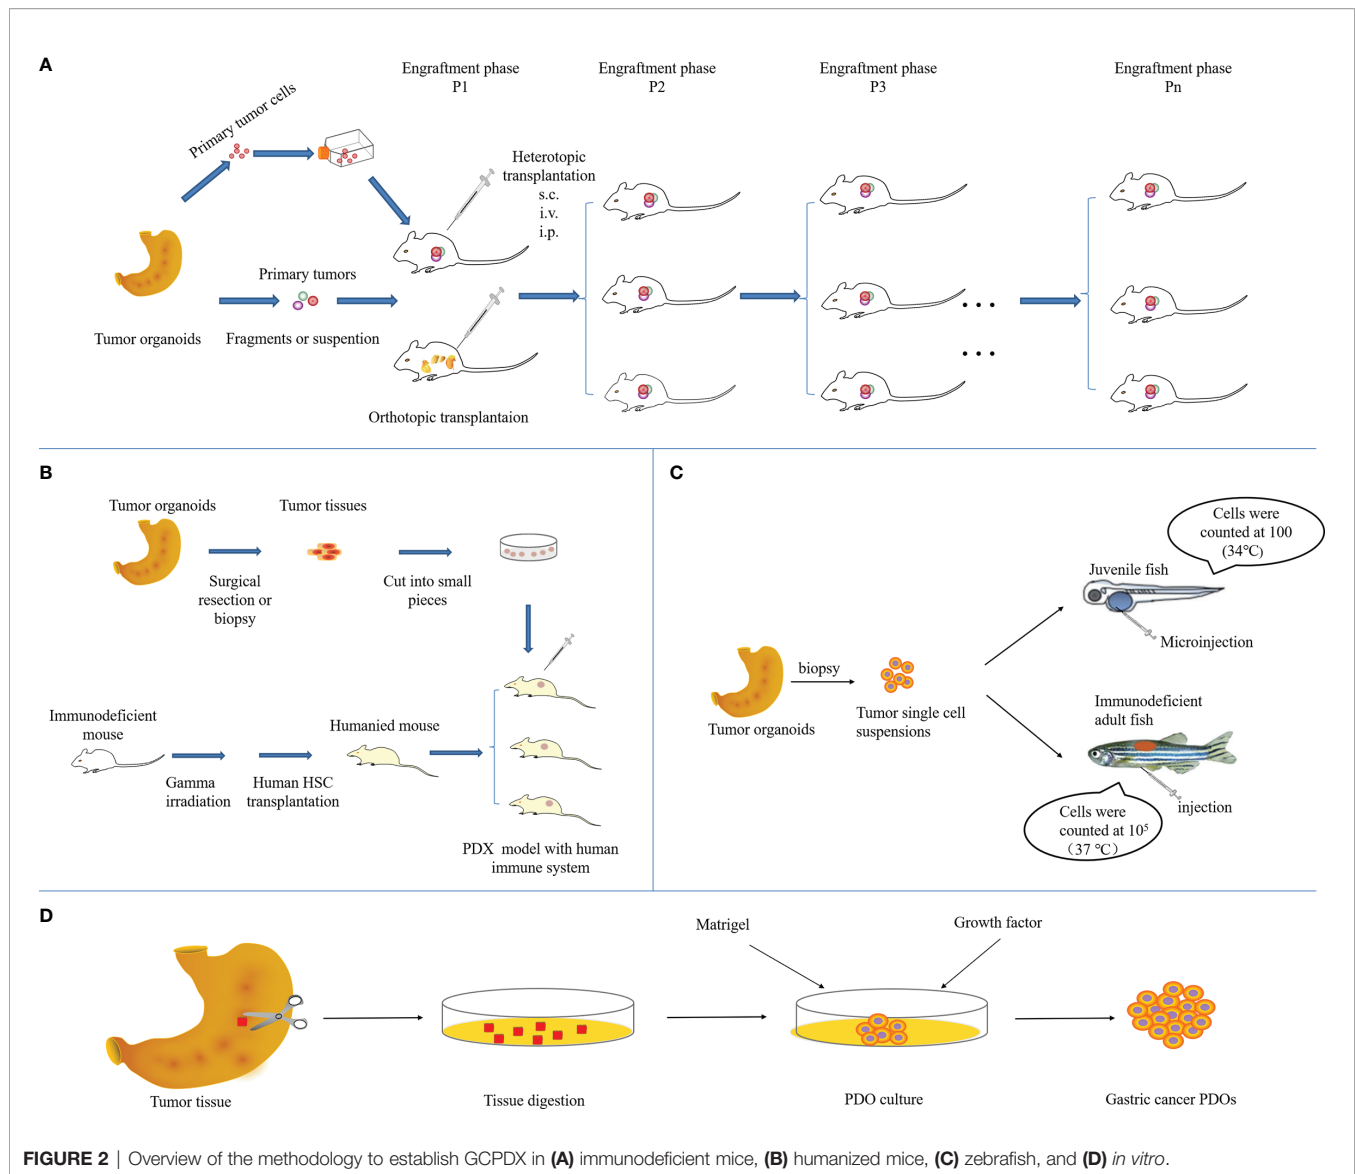 A
Engraftment phase
P1
Engraftment phase
P2
Engraftment phase
P3
Engraftment phase
Pn
Primary tumor cells
Heterotopic
transplantation
s.c.
i.v.
i.p.
Primary tumors
Tumor organoids
Fragments or suspention
Orthotopic transplantaion
B
Tumor organoids
Tumor tissues
Surgical
resection or
biopsy
Cut into small
pieces
Immunodeficient
mouse
Humanied mouse
Gamma
irradiation
Human HSC
transplantation
PDX model with human
immune system
C
Cells were
counted at 100
(34℃)
Juvenile fish
Microinjection
biopsy
Tumor organoids
Tumor single cell
suspensions
Immunodeficient
adult fish
injection
Cells were
counted at 10⁵
(37 ℃)
D
Matrigel
Growth factor
Tumor tissue
Tissue digestion
PDO culture
Gastric cancer PDOs
FIGURE 2 | Overview of the methodology to establish GCPDX in (A) immunodeficient mice, (B) humanized mice, (C) zebrafish, and (D) in vitro.